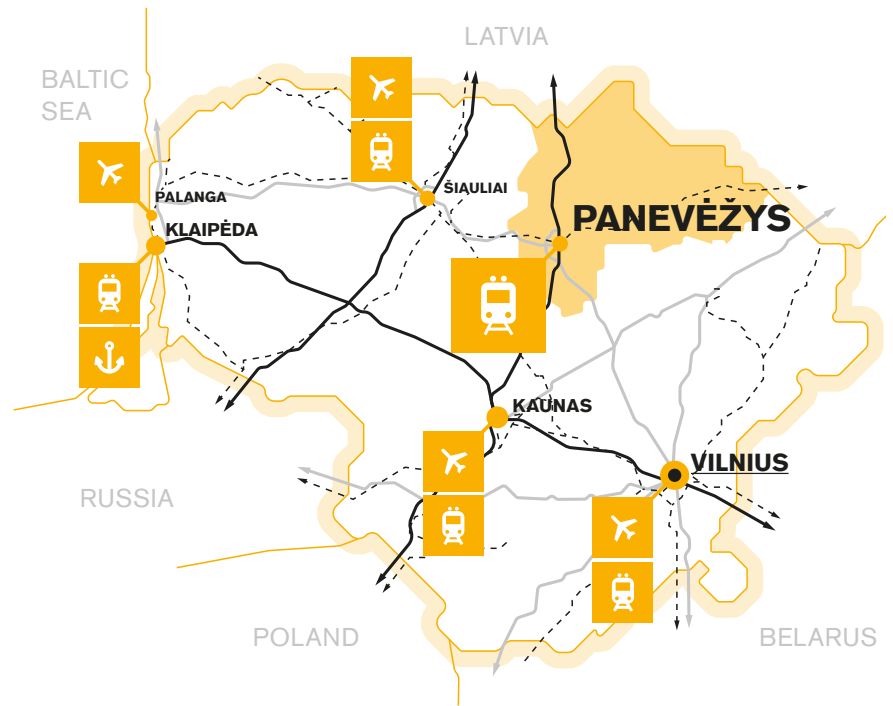 LATVIA
BALTIC
SEA
ŠIAULIAI
PALANGA
KLAIPĖDA
PANEVĖŽYS
KAUNAS
VILNIUS
RUSSIA
POLAND
BELARUS